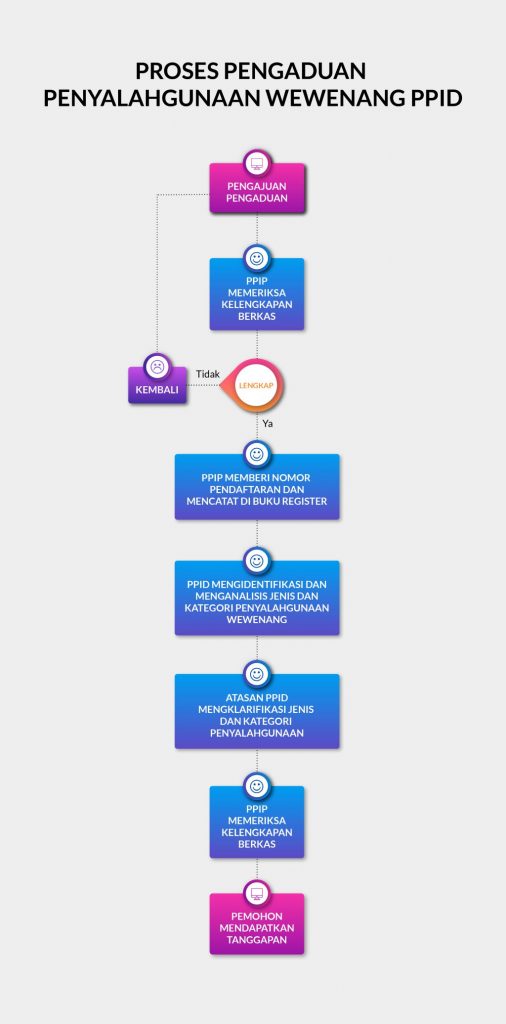 PROSES PENGADUAN
PENYALAHGUNAAN WEWENANG PPID
PENGAJUAN
PENGADUAN
PPIP
MEMERIKSA
KELENGKAPAN
BERKAS
Tidak
LENGKAP
KEMBALI
Ya
PPIP MEMBERI NOMOR
PENDAFTARAN DAN
MENCATAT DI BUKU REGISTER
PPID MENGIDENTIFIKASI DAN
MENGANALISIS JENIS DAN
KATEGORI PENYALAHGUNAAN
WEWENANG
ATASAN PPID
MENGKLARIFIKASI JENIS
DAN KATEGORI
PENYALAHGUNAAN
PPIP
MEMERIKSA
KELENGKAPAN
BERKAS
PEMOHON
MENDAPATKAN
TANGGAPAN